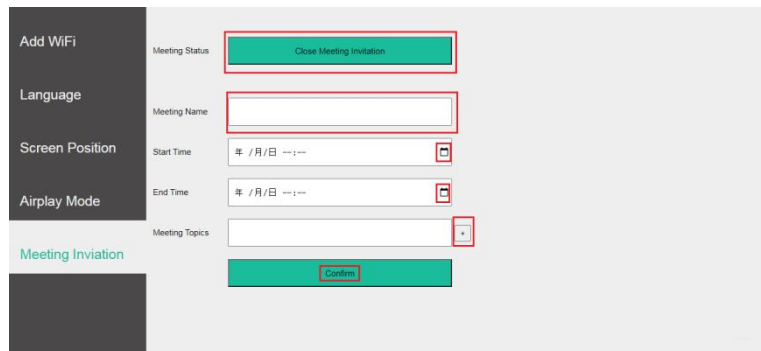 Add WiFi
Language
Screen Position
Airplay Mode
Meeting Inviation
Meeting Status
Close Meeting Invitation
Meeting Name
Start Time
年 /月/日 --:--
End Time
年 /月/日 --:--
Meeting Topics
+
Confirm